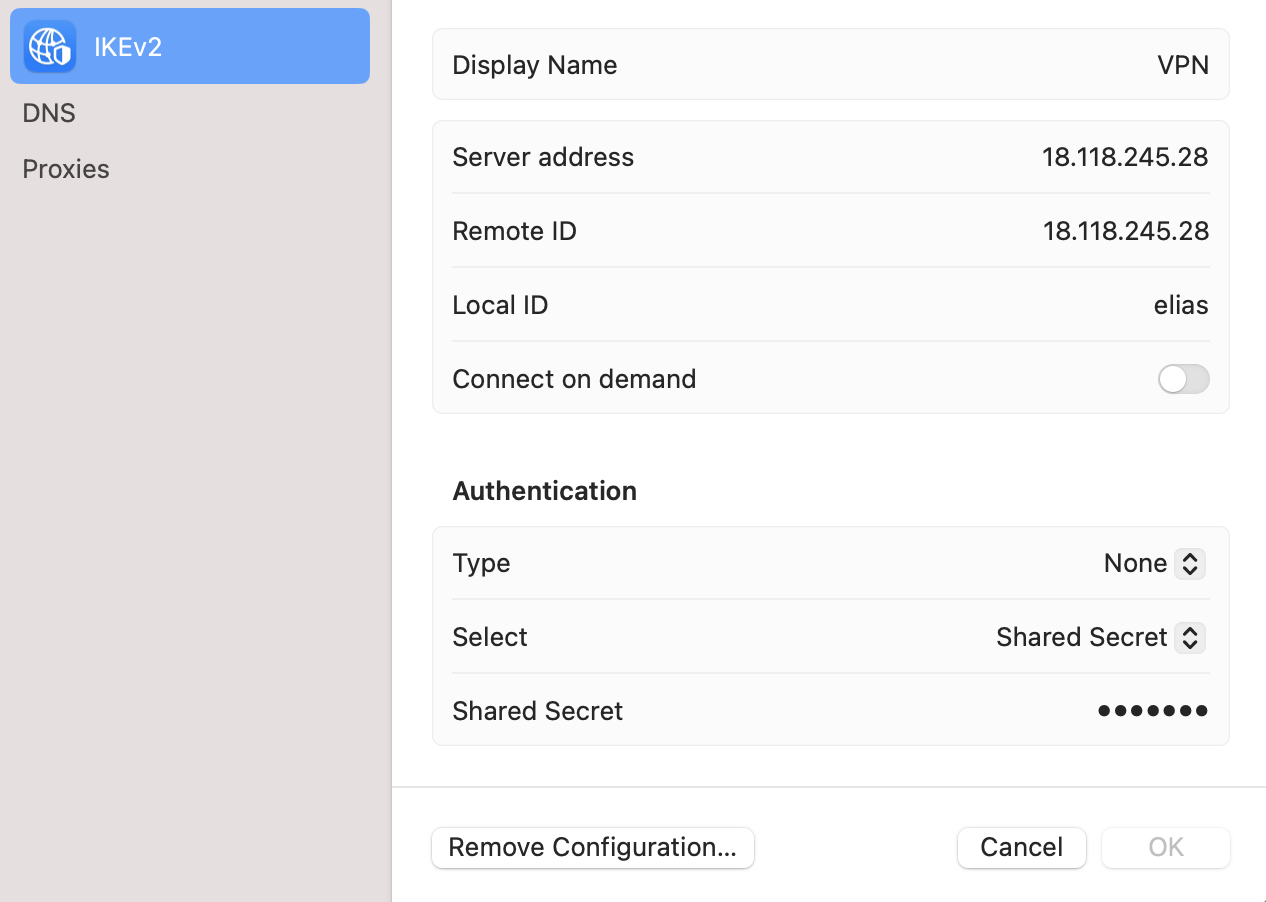 IKEv2
DNS
Proxies
Display Name VPN
Server address 18.118.245.28
Remote ID 18.118.245.28
Local ID elias
Connect on demand
Authentication
Type None
Select Shared Secret
Shared Secret •••••••
Remove Configuration...
Cancel
OK